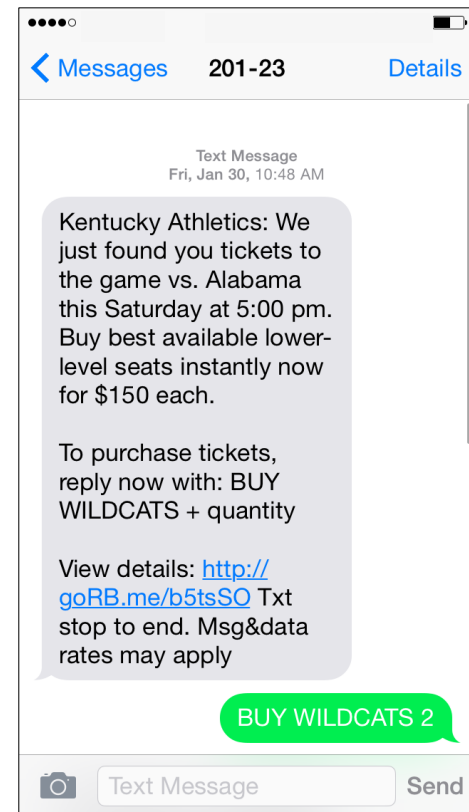 Messages 201-23 Details
Text Message
Fri, Jan 30, 10:48 AM
Kentucky Athletics: We
just found you tickets to
the game vs. Alabama
this Saturday at 5:00 pm.
Buy best available lower-
level seats instantly now
for $150 each.
To purchase tickets,
reply now with: BUY
WILDCATS + quantity
View details: http://
goRB.me/b5tsSO Txt
stop to end. Msg&data
rates may apply
BUY WILDCATS 2
Text Message Send